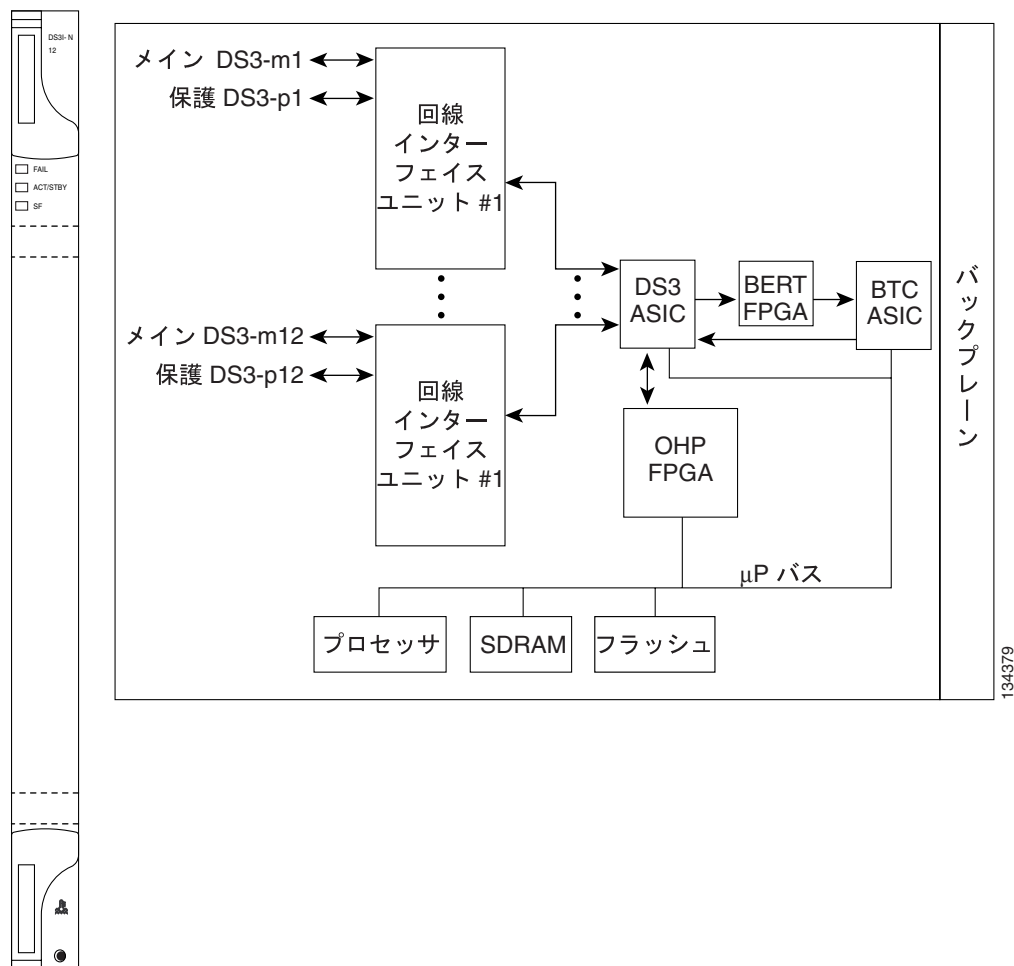 DS3I- N
12
FAIL
ACT/STBY
SF
メイン DS3-m1
保護 DS3-p1
回線
インター
フェイス
ユニット #1
メイン DS3-m12
保護 DS3-p12
回線
インター
フェイス
ユニット #1
DS3
ASIC
BERT
FPGA
BTC
ASIC
OHP
FPGA
μP バス
プロセッサ
SDRAM
フラッシュ
バックプレーン
134379